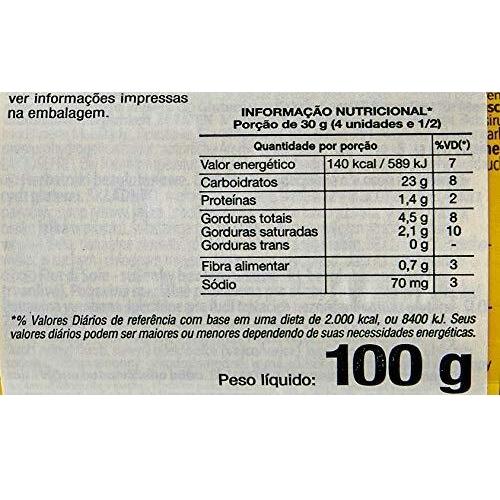 ver informações impressas
na embalagem.
INFORMAÇÃO NUTRICIONAL*
Porção de 30 g (4 unidades e 1/2)
Quantidade por porção %VD(*)
Valor energético 140 kcal / 589 kJ 7
Carboidratos 23 g 8
Proteínas 1,4 g 2
Gorduras totais 4,5 g 8
Gorduras saturadas 2,1 g 10
Gorduras trans 0 g -
Fibra alimentar 0,7 g 3
Sódio 70 mg 3
*% Valores Diários de referência com base em uma dieta de 2.000 kcal, ou 8400 kJ. Seus
valores diários podem ser maiores ou menores dependendo de suas necessidades energéticas.
Peso líquido: 100 g